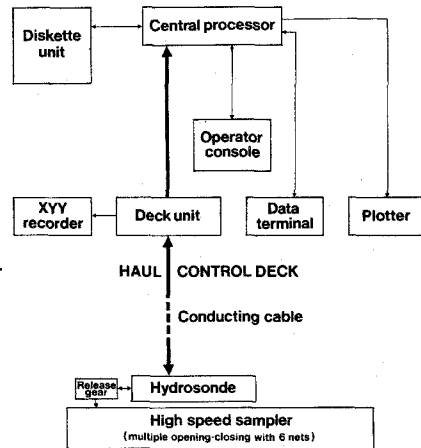 Diskette
unit
Central processor
Operator
console
XYY
recorder
Deck unit
Data
terminal
Plotter
HAUL CONTROL DECK
Conducting cable
Release
gear
Hydrosonde
High speed sampler
(multiple opening-closing with 6 nets)